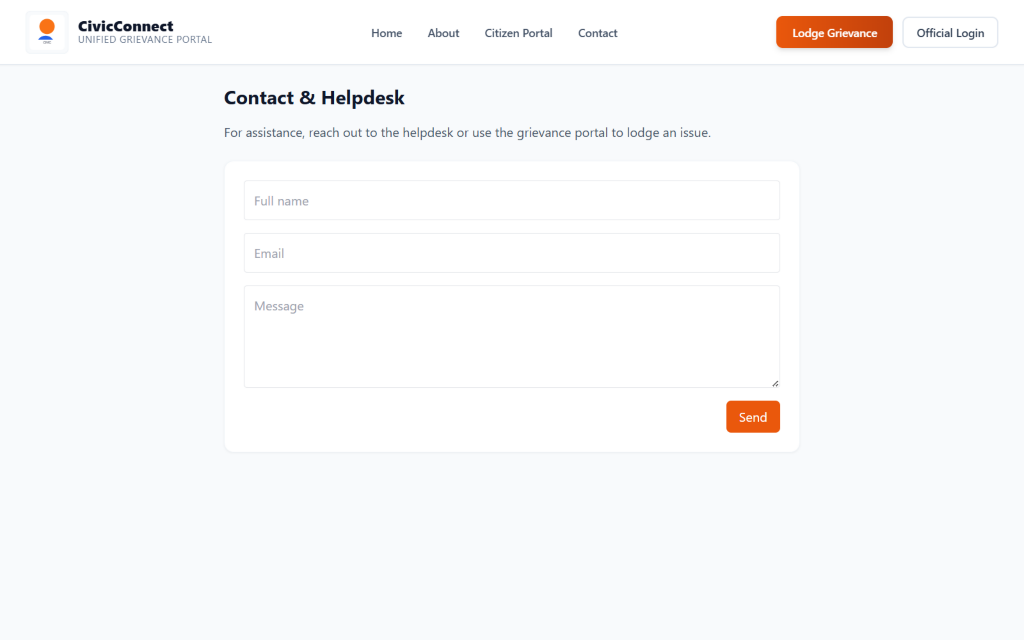 CivicConnect
UNIFIED GRIEVANCE PORTAL
Home
About
Citizen Portal
Contact
Lodge Grievance
Official Login
Contact & Helpdesk
For assistance, reach out to the helpdesk or use the grievance portal to lodge an issue.
Full name
Email
Message
Send